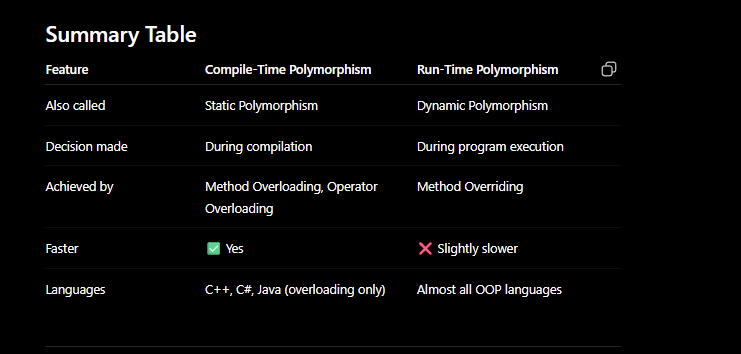 Summary Table
Feature Compile-Time Polymorphism Run-Time Polymorphism
Also called Static Polymorphism Dynamic Polymorphism
Decision made During compilation During program execution
Achieved by Method Overloading, Operator Method Overriding
Overloading
Faster ✅ Yes ❌ Slightly slower
Languages C++, C#, Java (overloading only) Almost all OOP languages